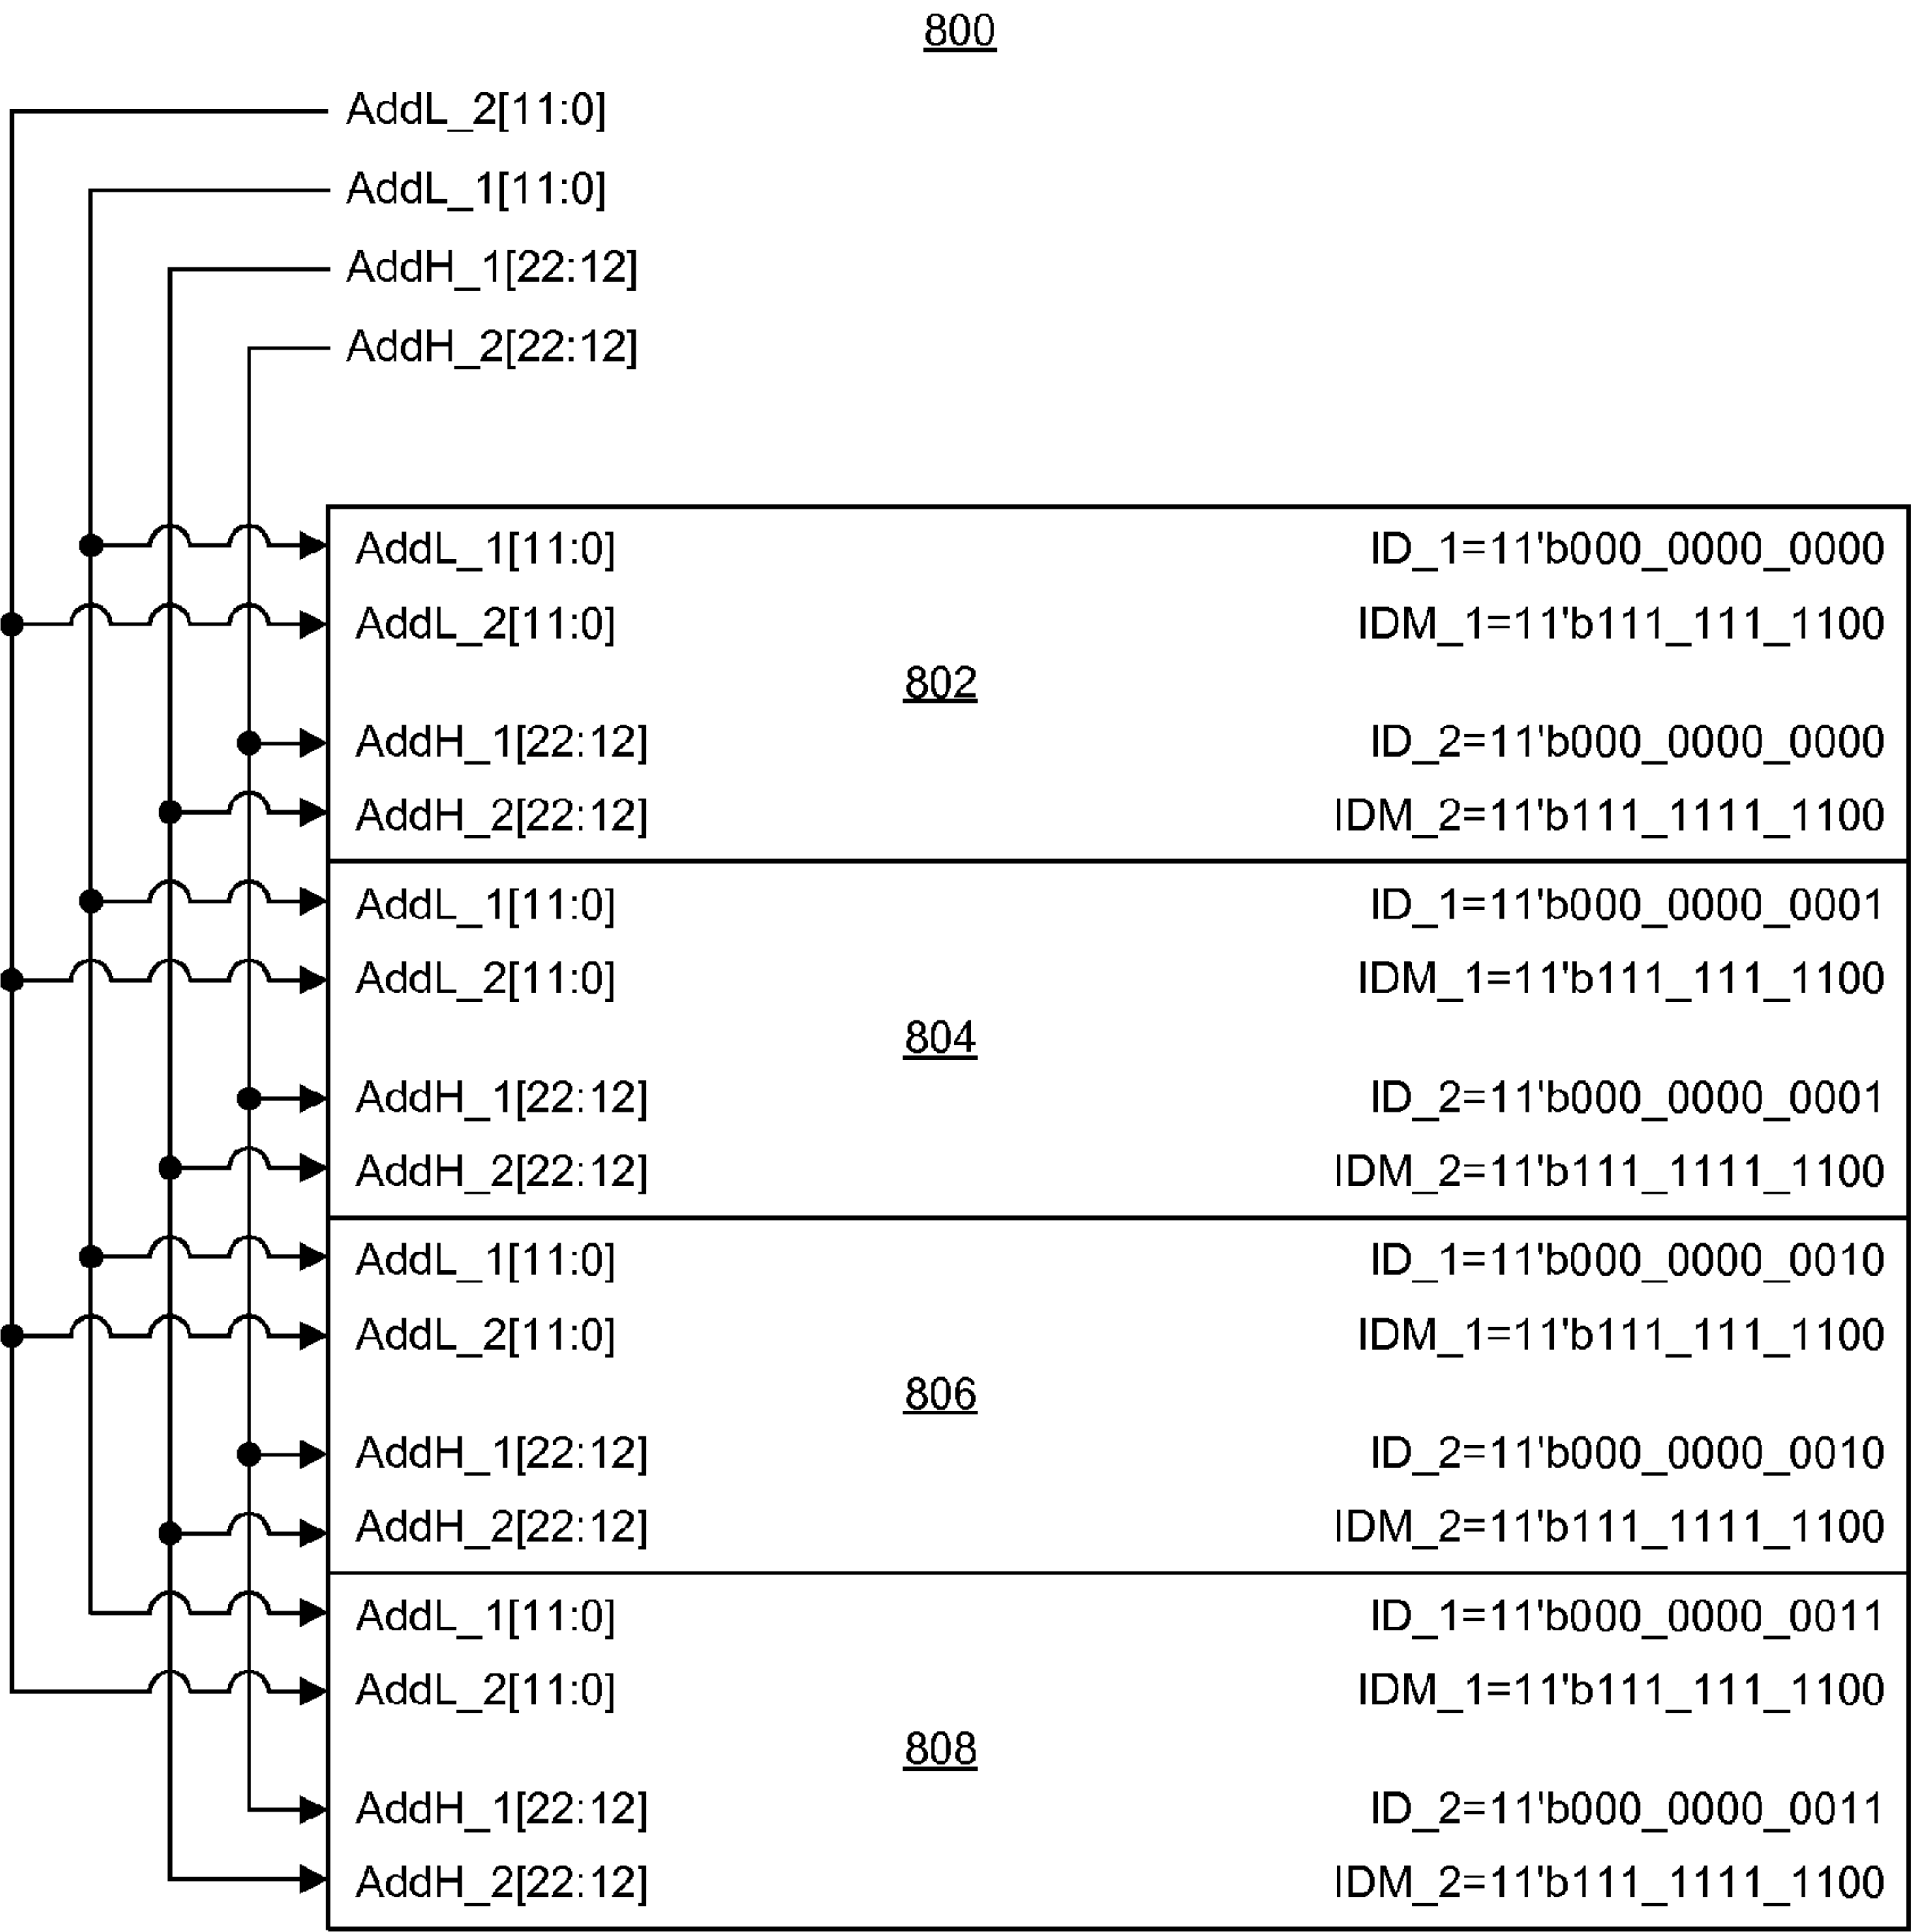 800
AddL_2[11:0]
AddL_1[11:0]
AddH_1[22:12]
AddH_2[22:12]
AddL_1[11:0] ID_1=11'b000_0000_0000
AddL_2[11:0] IDM_1=11'b111_111_1100
802
AddH_1[22:12] ID_2=11'b000_0000_0000
AddH_2[22:12] IDM_2=11'b111_1111_1100
AddL_1[11:0] ID_1=11'b000_0000_0001
AddL_2[11:0] IDM_1=11'b111_111_1100
804
AddH_1[22:12] ID_2=11'b000_0000_0001
AddH_2[22:12] IDM_2=11'b111_1111_1100
AddL_1[11:0] ID_1=11'b000_0000_0010
AddL_2[11:0] IDM_1=11'b111_111_1100
806
AddH_1[22:12] ID_2=11'b000_0000_0010
AddH_2[22:12] IDM_2=11'b111_1111_1100
AddL_1[11:0] ID_1=11'b000_0000_0011
AddL_2[11:0] IDM_1=11'b111_111_1100
808
AddH_1[22:12] ID_2=11'b000_0000_0011
AddH_2[22:12] IDM_2=11'b111_1111_1100